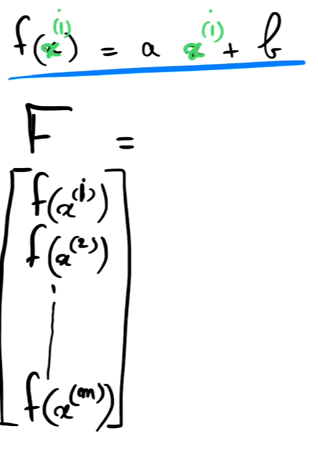 f(x⁽ⁱ⁾) = a x⁽ⁱ⁾ + b
F =
f(x⁽¹⁾)
f(x⁽²⁾)
f(x⁽ᵐ⁾)